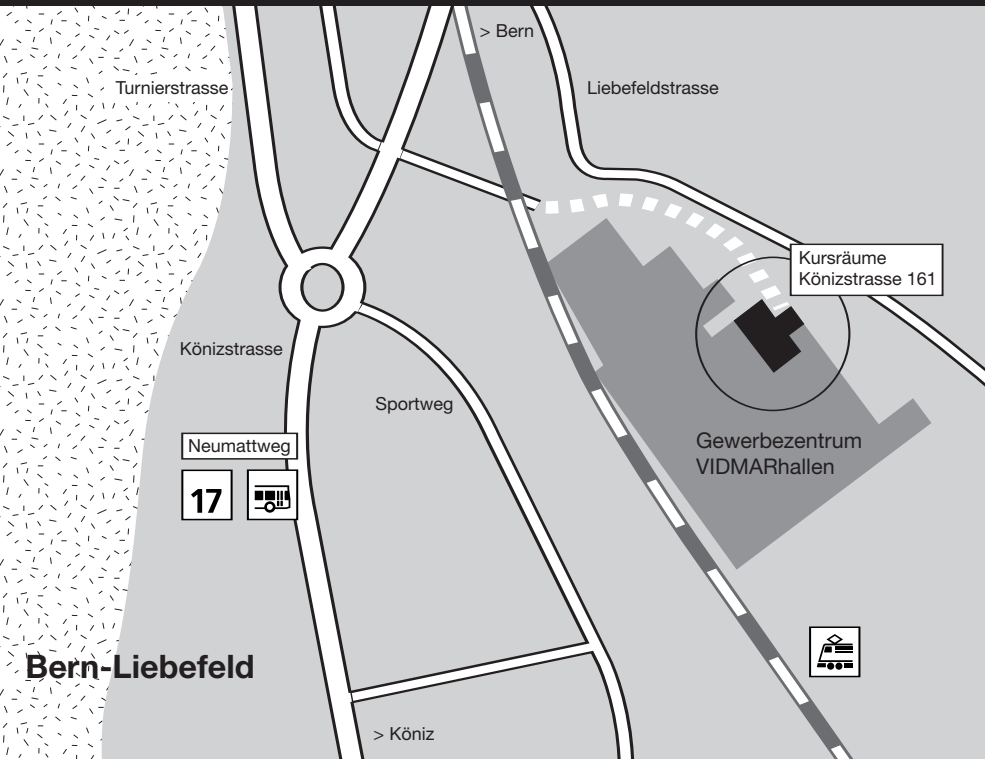 > Bern
Turnierstrasse
Liebefeldstrasse
Kursräume
Könizstrasse 161
Könizstrasse
Sportweg
Neumattweg
Gewerbezentrum
VIDMARhallen
17
Bern-Liebefeld
> Köniz